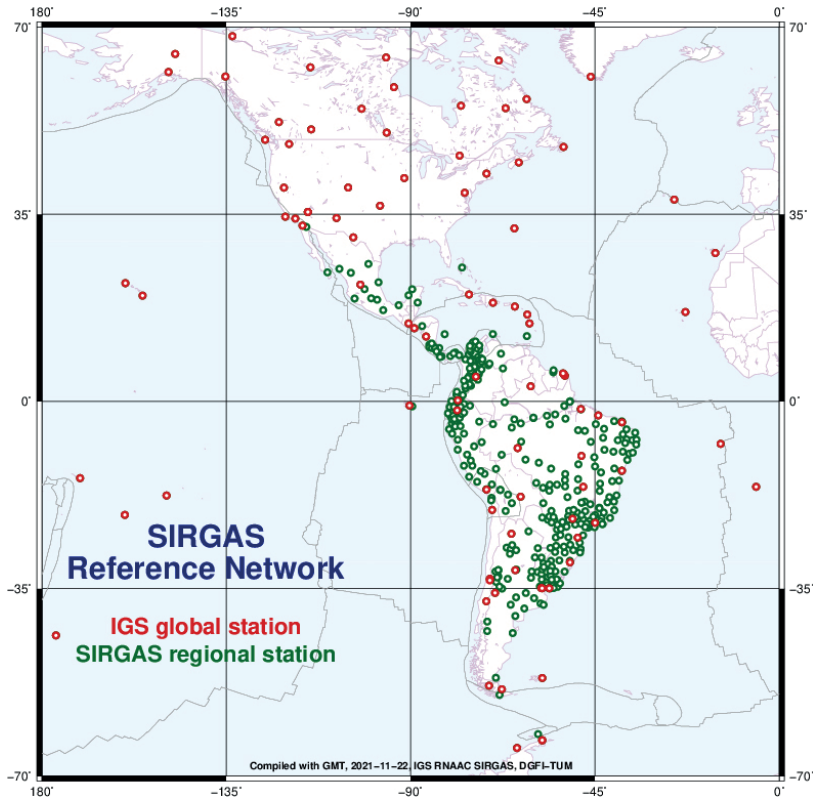 180° −135° −90° −45° 0°
70° 70°
35° 35°
0° 0°
SIRGAS
Reference Network
−35° −35°
IGS global station
SIRGAS regional station
Compiled with GMT, 2021−11−22, IGS RNAAC SIRGAS, DGFI−TUM
−70° −70°
180° −135° −90° −45° 0°